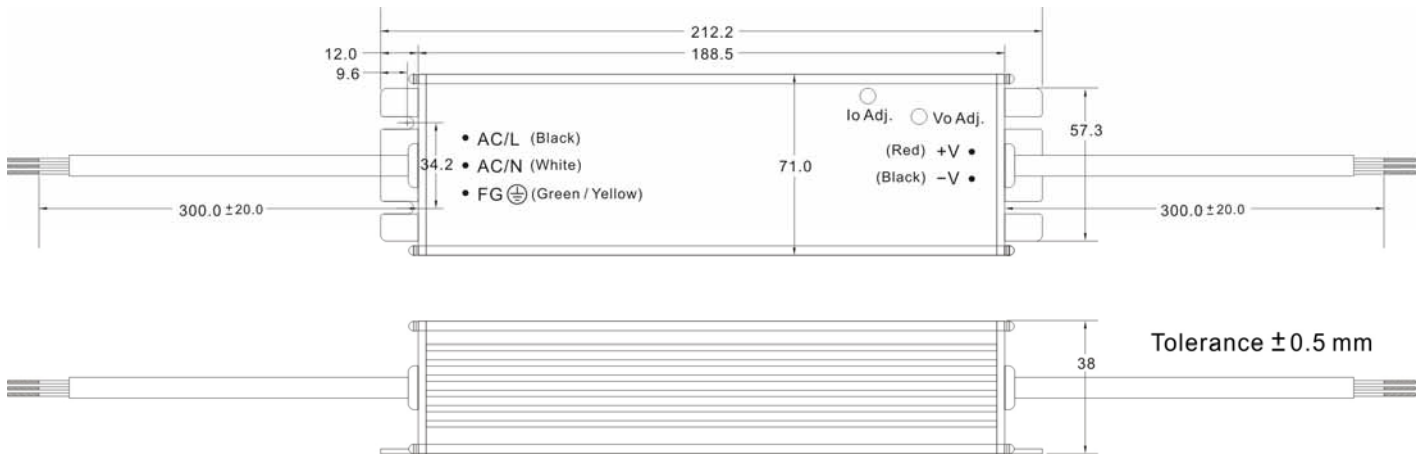 212.2
12.0
188.5
9.6
Io Adj.
Vo Adj.
57.3
AC/L (Black)
34.2
AC/N (White)
71.0
(Red) +V
(Black) −V
FG (Green / Yellow)
300.0 ±20.0
300.0 ±20.0
Tolerance ±0.5 mm
38